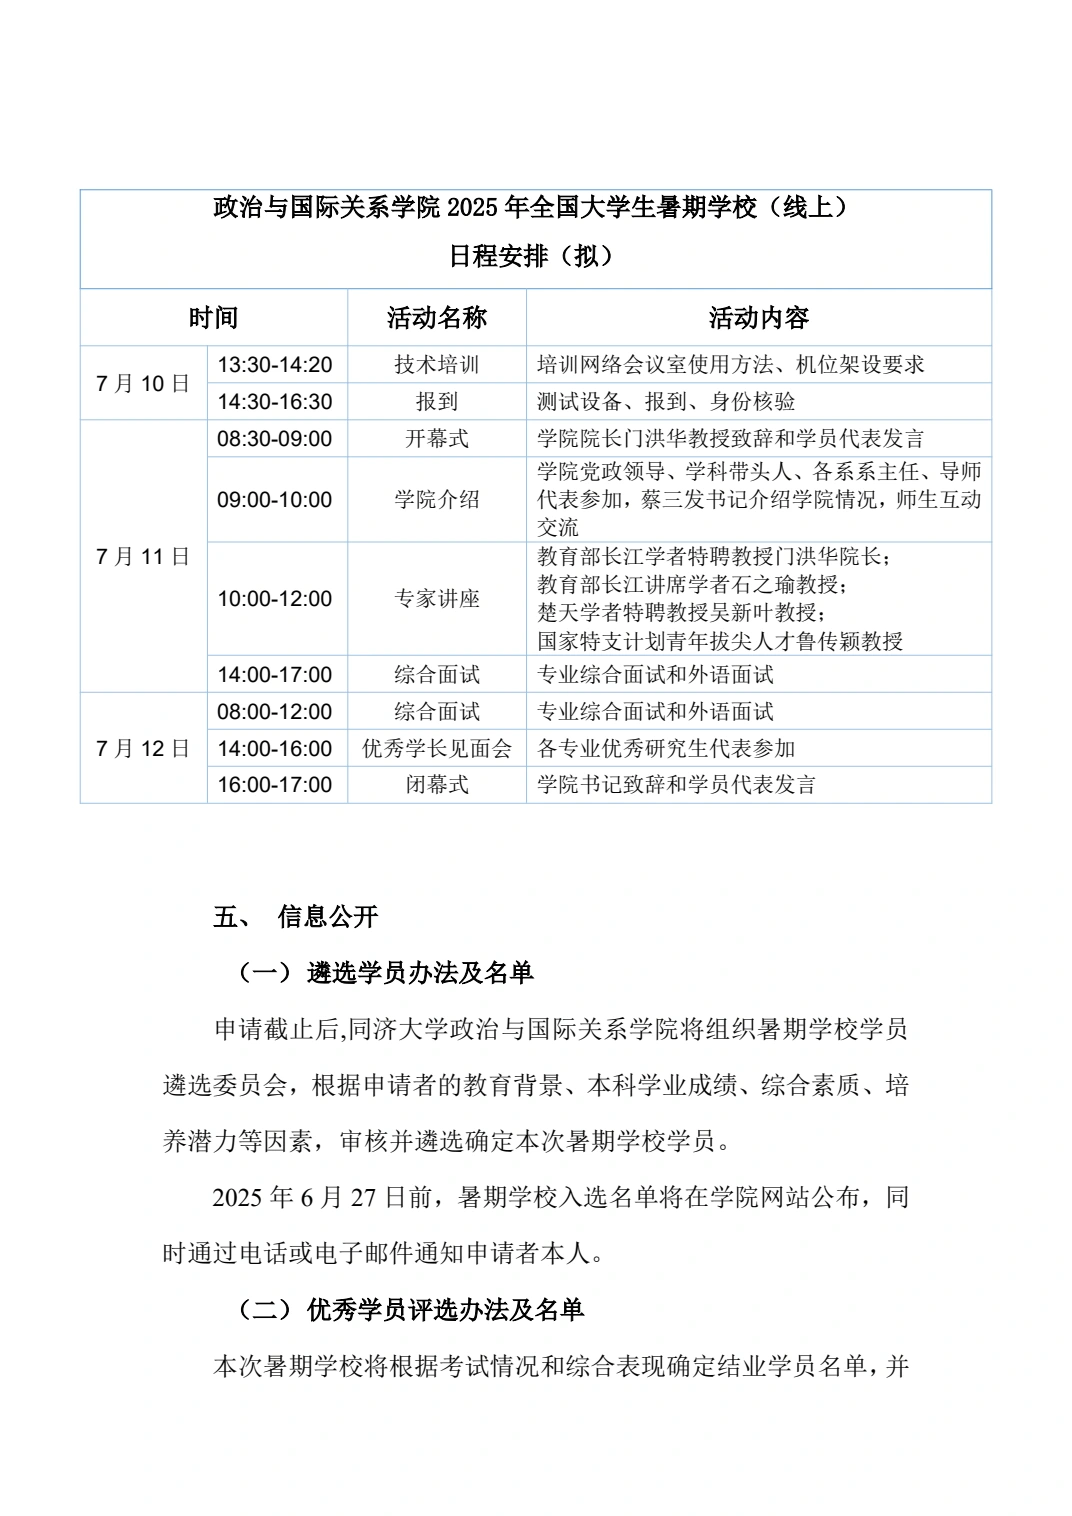 政治与国际关系学院 2025 年全国大学生暑期学校（线上）
日程安排（拟）
时间 活动名称 活动内容
7 月 10 日
13:30-14:20 技术培训 培训网络会议室使用方法、机位架设要求
14:30-16:30 报到 测试设备、报到、身份核验
7 月 11 日
08:30-09:00 开幕式 学院院长门洪华教授致辞和学员代表发言
09:00-10:00 学院介绍
学院党政领导、学科带头人、各系系主任、导师
代表参加，蔡三发书记介绍学院情况，师生互动
交流
10:00-12:00 专家讲座
教育部长江学者特聘教授门洪华院长；
教育部长江讲席学者石之瑜教授；
楚天学者特聘教授吴新叶教授；
国家特支计划青年拔尖人才鲁传颖教授
14:00-17:00 综合面试 专业综合面试和外语面试
7 月 12 日
08:00-12:00 综合面试 专业综合面试和外语面试
14:00-16:00 优秀学长见面会 各专业优秀研究生代表参加
16:00-17:00 闭幕式 学院书记致辞和学员代表发言
五、 信息公开
（一） 遴选学员办法及名单
申请截止后,同济大学政治与国际关系学院将组织暑期学校学员
遴选委员会，根据申请者的教育背景、本科学业成绩、综合素质、培
养潜力等因素，审核并遴选确定本次暑期学校学员。
2025 年 6 月 27 日前，暑期学校入选名单将在学院网站公布，同
时通过电话或电子邮件通知申请者本人。
（二） 优秀学员评选办法及名单
本次暑期学校将根据考试情况和综合表现确定结业学员名单，并